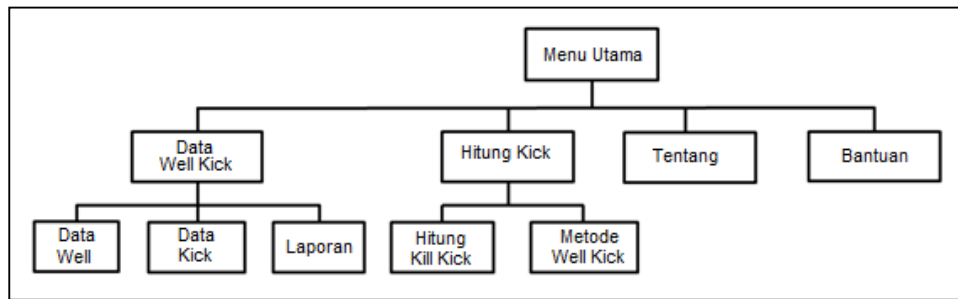 Menu Utama
Data
Well Kick
Hitung Kick
Tentang
Bantuan
Data
Well
Data
Kick
Laporan
Hitung
Kill Kick
Metode
Well Kick